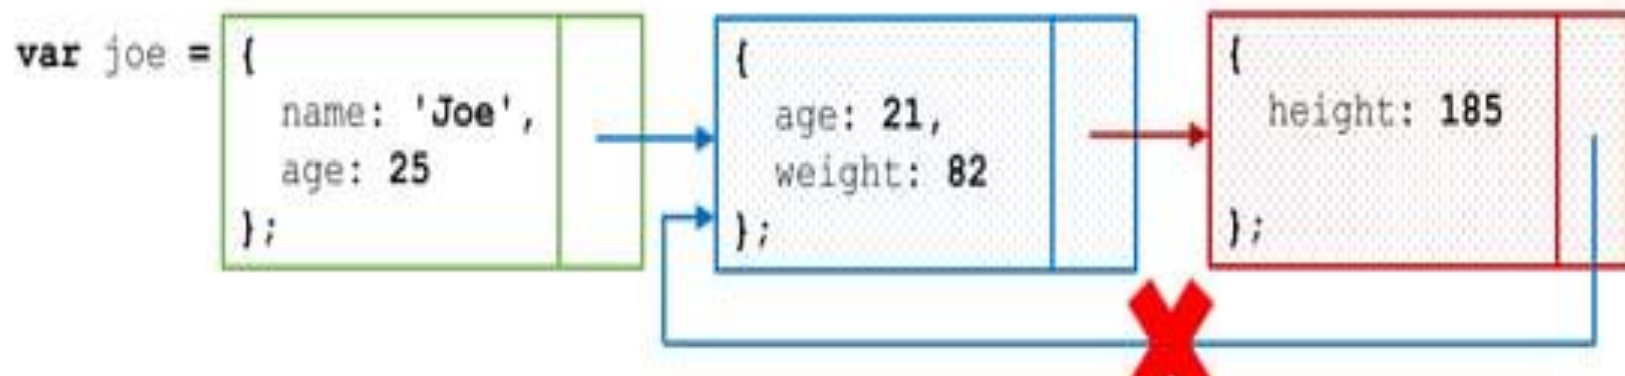 var joe = {
name: 'Joe',
age: 25
};
{
age: 21,
weight: 82
};
{
height: 185
};